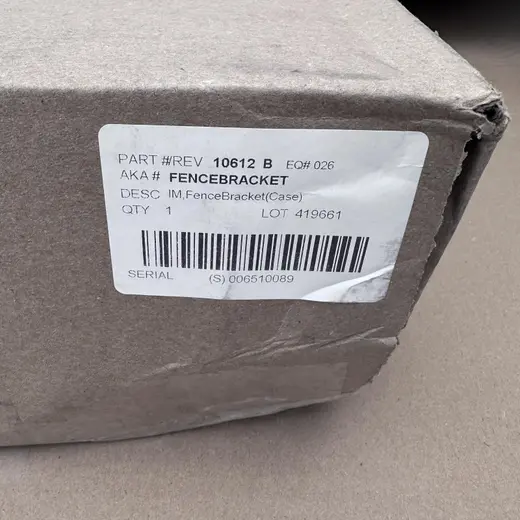 PART #/REV 10612 B EQ# 026
AKA # FENCEBRACKET
DESC IM,FenceBracket(Case)
QTY 1 LOT 419661
SERIAL (S) 006510089